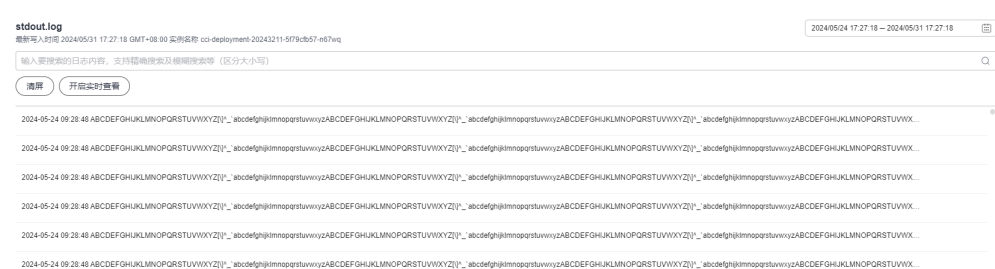 stdout.log
2024/05/24 17:27:18 – 2024/05/31 17:27:18
最新写入时间 2024/05/31 17:27:18 GMT+08:00 实例名称 cci-deployment-20243211-5f79cfb57-n67wq
输入要搜索的日志内容，支持精确搜索及模糊搜索等（区分大小写）
清屏 开启实时查看
2024-05-24 09:28:48 ABCDEFGHIJKLMNOPQRSTUVWXYZ[\]^_`abcdefghijklmnopqrstuvwxyzABCDEFGHIJKLMNOPQRSTUVWXYZ[\]^_`abcdefghijklmnopqrstuvwxyzABCDEFGHIJKLMNOPQRSTUVWXYZ[\]^_`abcdefghijklmnopqrstuvwxyzABCDEFGHIJKLMNOPQRSTUVWX...
2024-05-24 09:28:48 ABCDEFGHIJKLMNOPQRSTUVWXYZ[\]^_`abcdefghijklmnopqrstuvwxyzABCDEFGHIJKLMNOPQRSTUVWXYZ[\]^_`abcdefghijklmnopqrstuvwxyzABCDEFGHIJKLMNOPQRSTUVWXYZ[\]^_`abcdefghijklmnopqrstuvwxyzABCDEFGHIJKLMNOPQRSTUVWX...
2024-05-24 09:28:48 ABCDEFGHIJKLMNOPQRSTUVWXYZ[\]^_`abcdefghijklmnopqrstuvwxyzABCDEFGHIJKLMNOPQRSTUVWXYZ[\]^_`abcdefghijklmnopqrstuvwxyzABCDEFGHIJKLMNOPQRSTUVWXYZ[\]^_`abcdefghijklmnopqrstuvwxyzABCDEFGHIJKLMNOPQRSTUVWX...
2024-05-24 09:28:48 ABCDEFGHIJKLMNOPQRSTUVWXYZ[\]^_`abcdefghijklmnopqrstuvwxyzABCDEFGHIJKLMNOPQRSTUVWXYZ[\]^_`abcdefghijklmnopqrstuvwxyzABCDEFGHIJKLMNOPQRSTUVWXYZ[\]^_`abcdefghijklmnopqrstuvwxyzABCDEFGHIJKLMNOPQRSTUVWX...
2024-05-24 09:28:48 ABCDEFGHIJKLMNOPQRSTUVWXYZ[\]^_`abcdefghijklmnopqrstuvwxyzABCDEFGHIJKLMNOPQRSTUVWXYZ[\]^_`abcdefghijklmnopqrstuvwxyzABCDEFGHIJKLMNOPQRSTUVWXYZ[\]^_`abcdefghijklmnopqrstuvwxyzABCDEFGHIJKLMNOPQRSTUVWX...
2024-05-24 09:28:48 ABCDEFGHIJKLMNOPQRSTUVWXYZ[\]^_`abcdefghijklmnopqrstuvwxyzABCDEFGHIJKLMNOPQRSTUVWXYZ[\]^_`abcdefghijklmnopqrstuvwxyzABCDEFGHIJKLMNOPQRSTUVWXYZ[\]^_`abcdefghijklmnopqrstuvwxyzABCDEFGHIJKLMNOPQRSTUVWX...